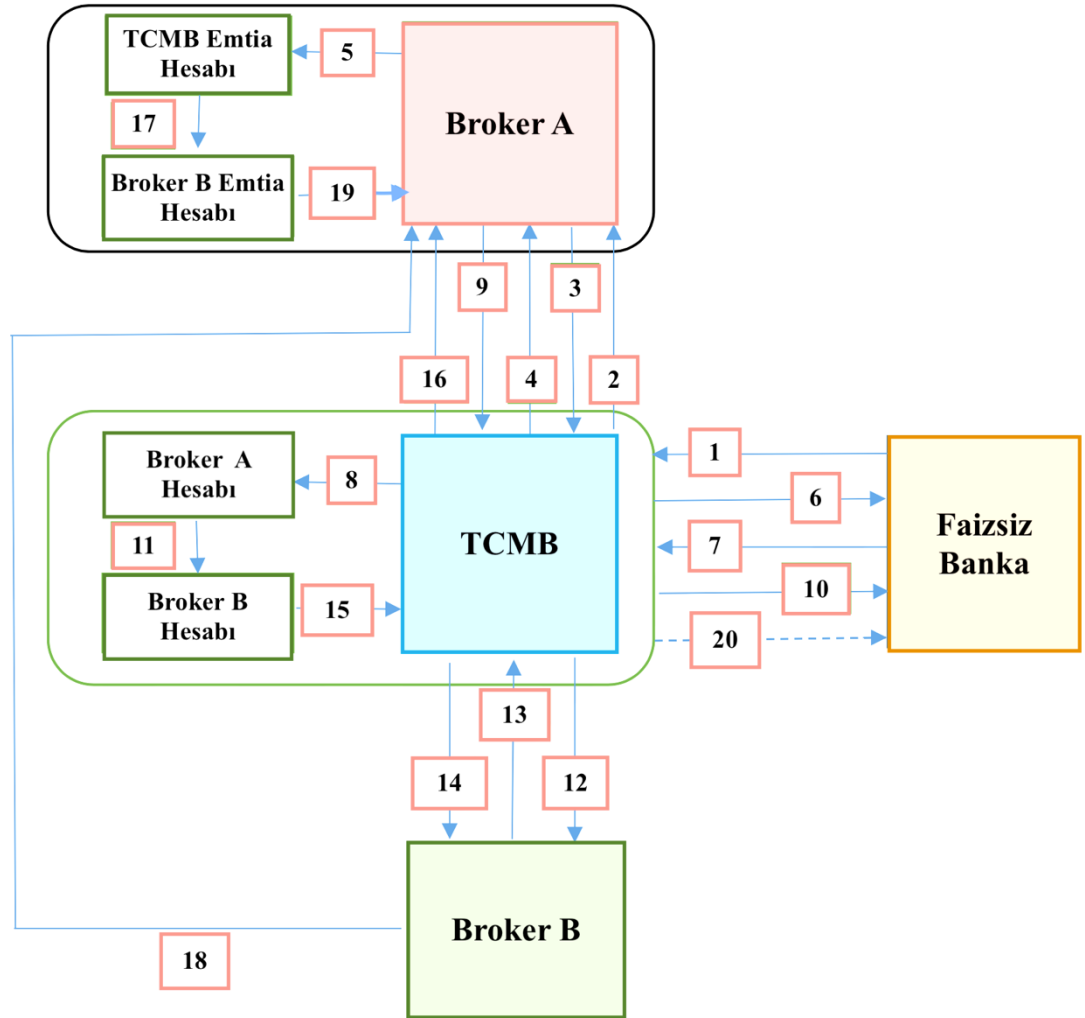 TCMB Emtia
Hesabı
5
Broker A
17
Broker B Emtia
Hesabı
19
9
3
16
4
2
Broker A
Hesabı
8
TCMB
1
6
Faizsiz
Banka
11
7
Broker B
Hesabı
15
10
20
13
14
12
Broker B
18